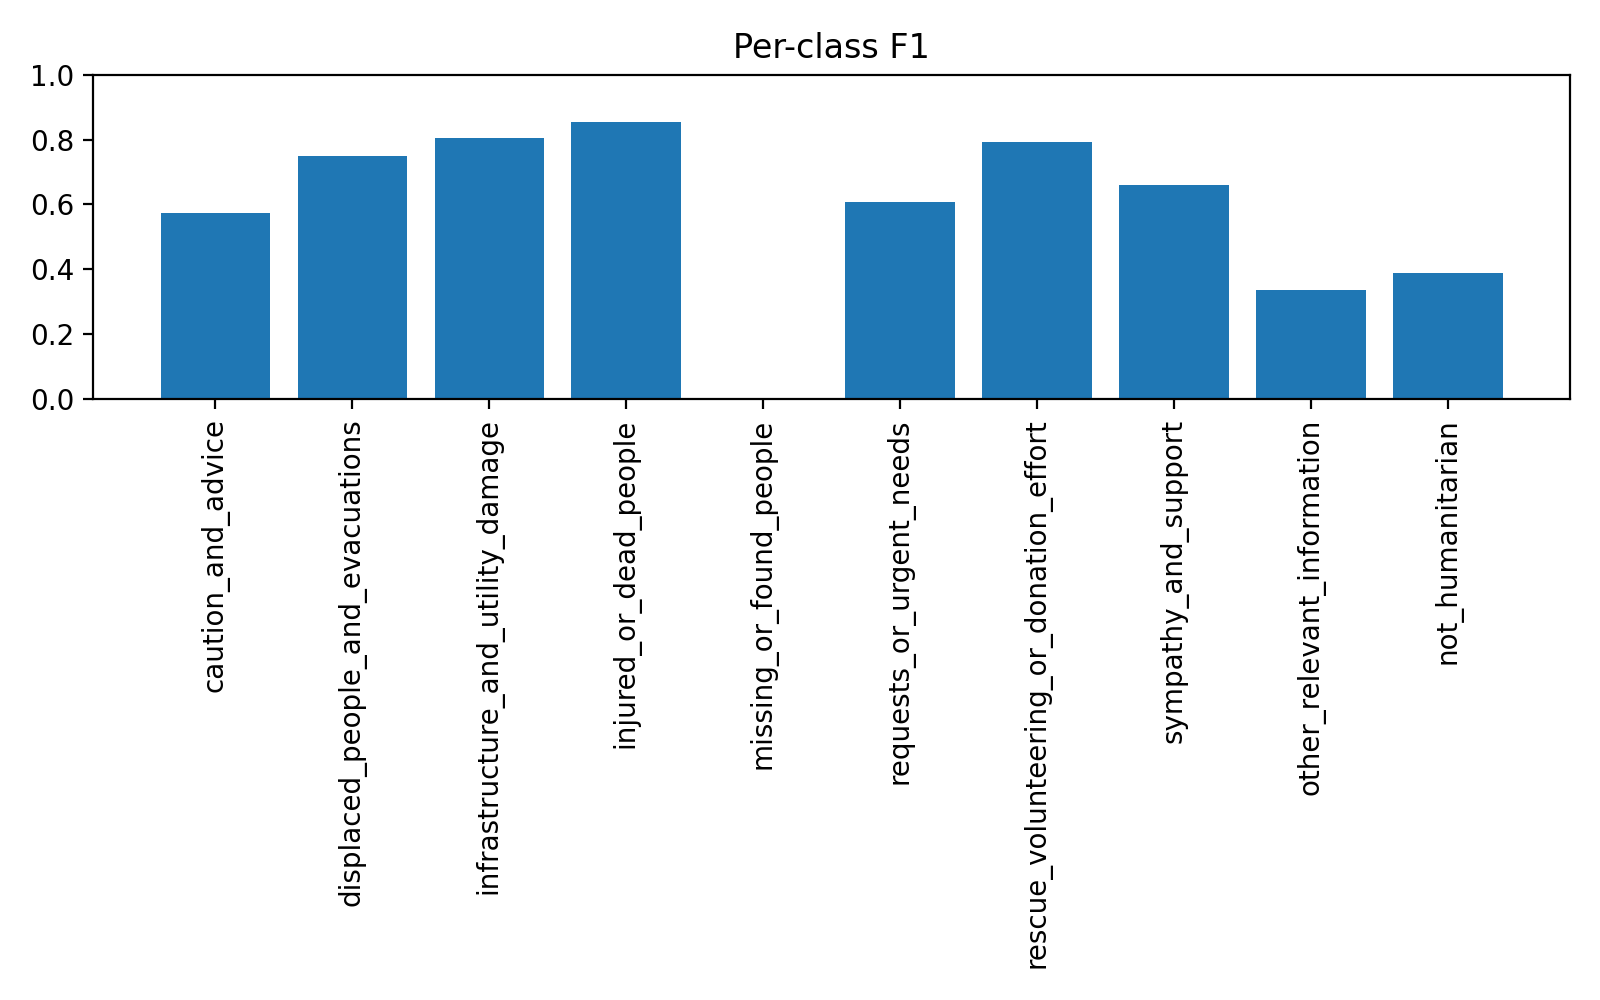 Per-class F1
1.0
0.8
0.6
0.4
0.2
0.0
caution_and_advice
displaced_people_and_evacuations
infrastructure_and_utility_damage
injured_or_dead_people
missing_or_found_people
requests_or_urgent_needs
rescue_volunteering_or_donation_effort
sympathy_and_support
other_relevant_information
not_humanitarian